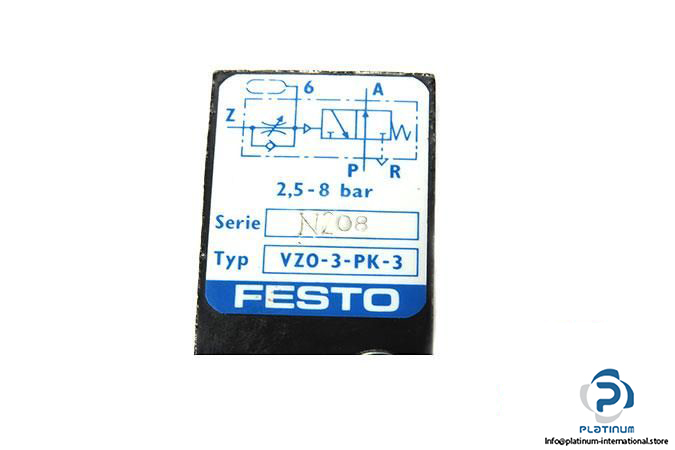 6 A
Z
P R
2,5-8 bar
Serie N208
Typ VZO-3-PK-3
FESTO
P
PLATINUM
Info@platinum-international.store